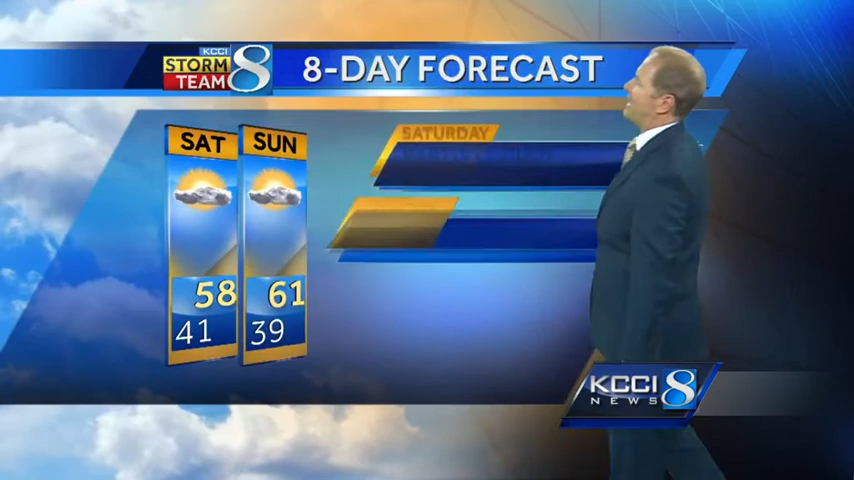 KCCI
STORM
TEAM 8
8-DAY FORECAST
SAT
SUN
SATURDAY
58
61
41
39
KCCI 8
NEWS